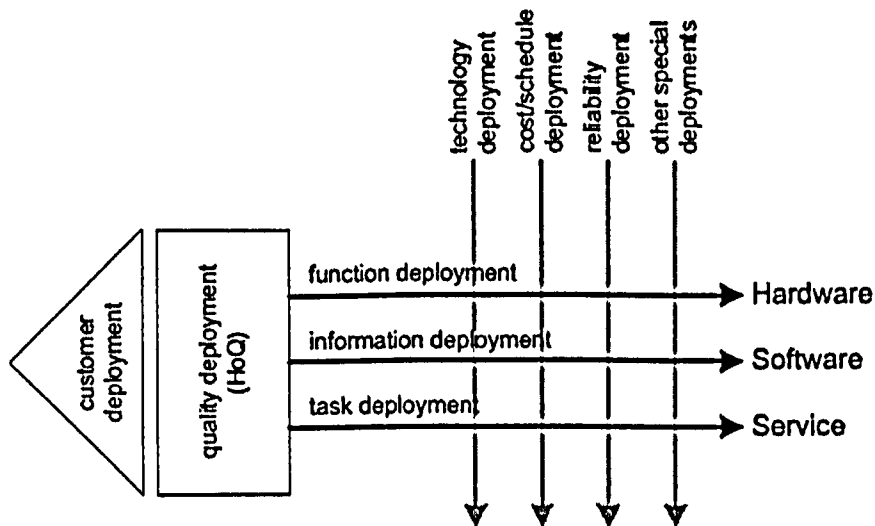 technology
deployment
cost/schedule
deployment
reliability
deployment
other special
deployments
customer
deployment
quality deployment
(HoQ)
function deployment
Hardware
information deployment
Software
task deployment
Service